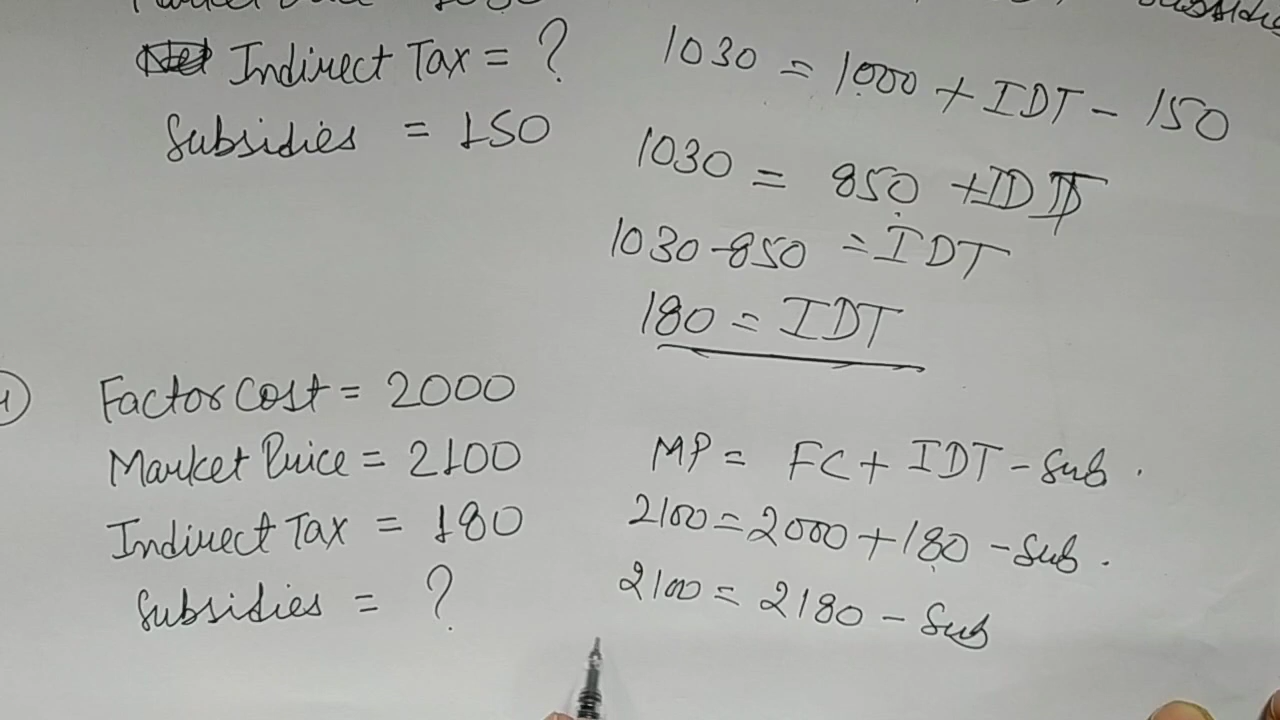 Indirect Tax = ?
Subsidies = 150
1030 = 1000 + IDT - 150
1030 = 850 + IDT
1030-850 = IDT
180 = IDT
Factor Cost = 2000
Market Price = 2100
Indirect Tax = 180
Subsidies = ?
MP = FC + IDT - Sub.
2100 = 2000 + 180 - Sub.
2100 = 2180 - Sub